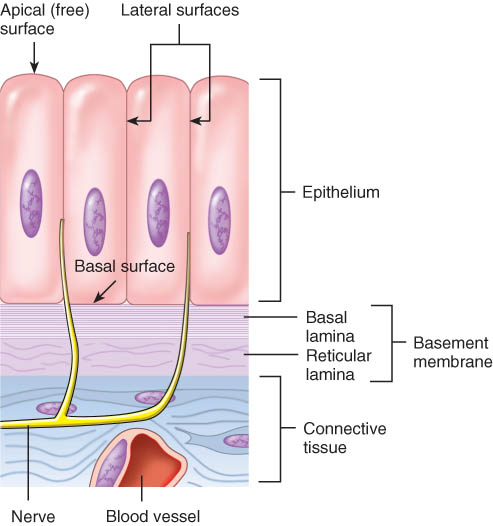 Apical (free)
surface
Lateral surfaces
Epithelium
Basal surface
Basal
lamina
Reticular
lamina
Basement
membrane
Connective
tissue
Nerve
Blood vessel